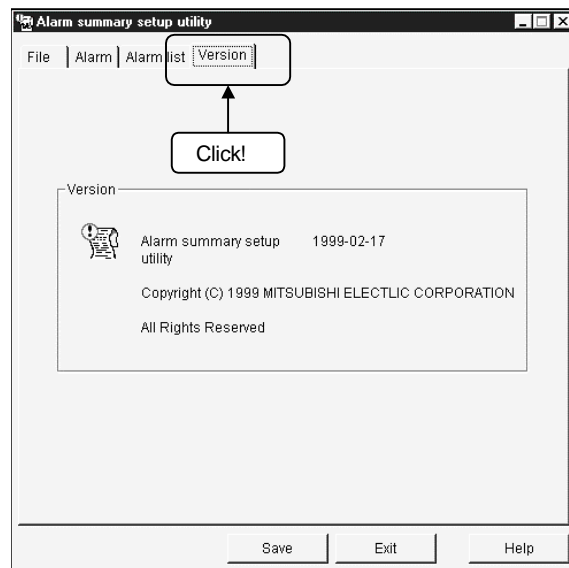 Alarm summary setup utility
File Alarm Alarm list Version
Click!
Version
Alarm summary setup 1999-02-17
utility
Copyright (C) 1999 MITSUBISHI ELECTLIC CORPORATION
All Rights Reserved
Save Exit Help